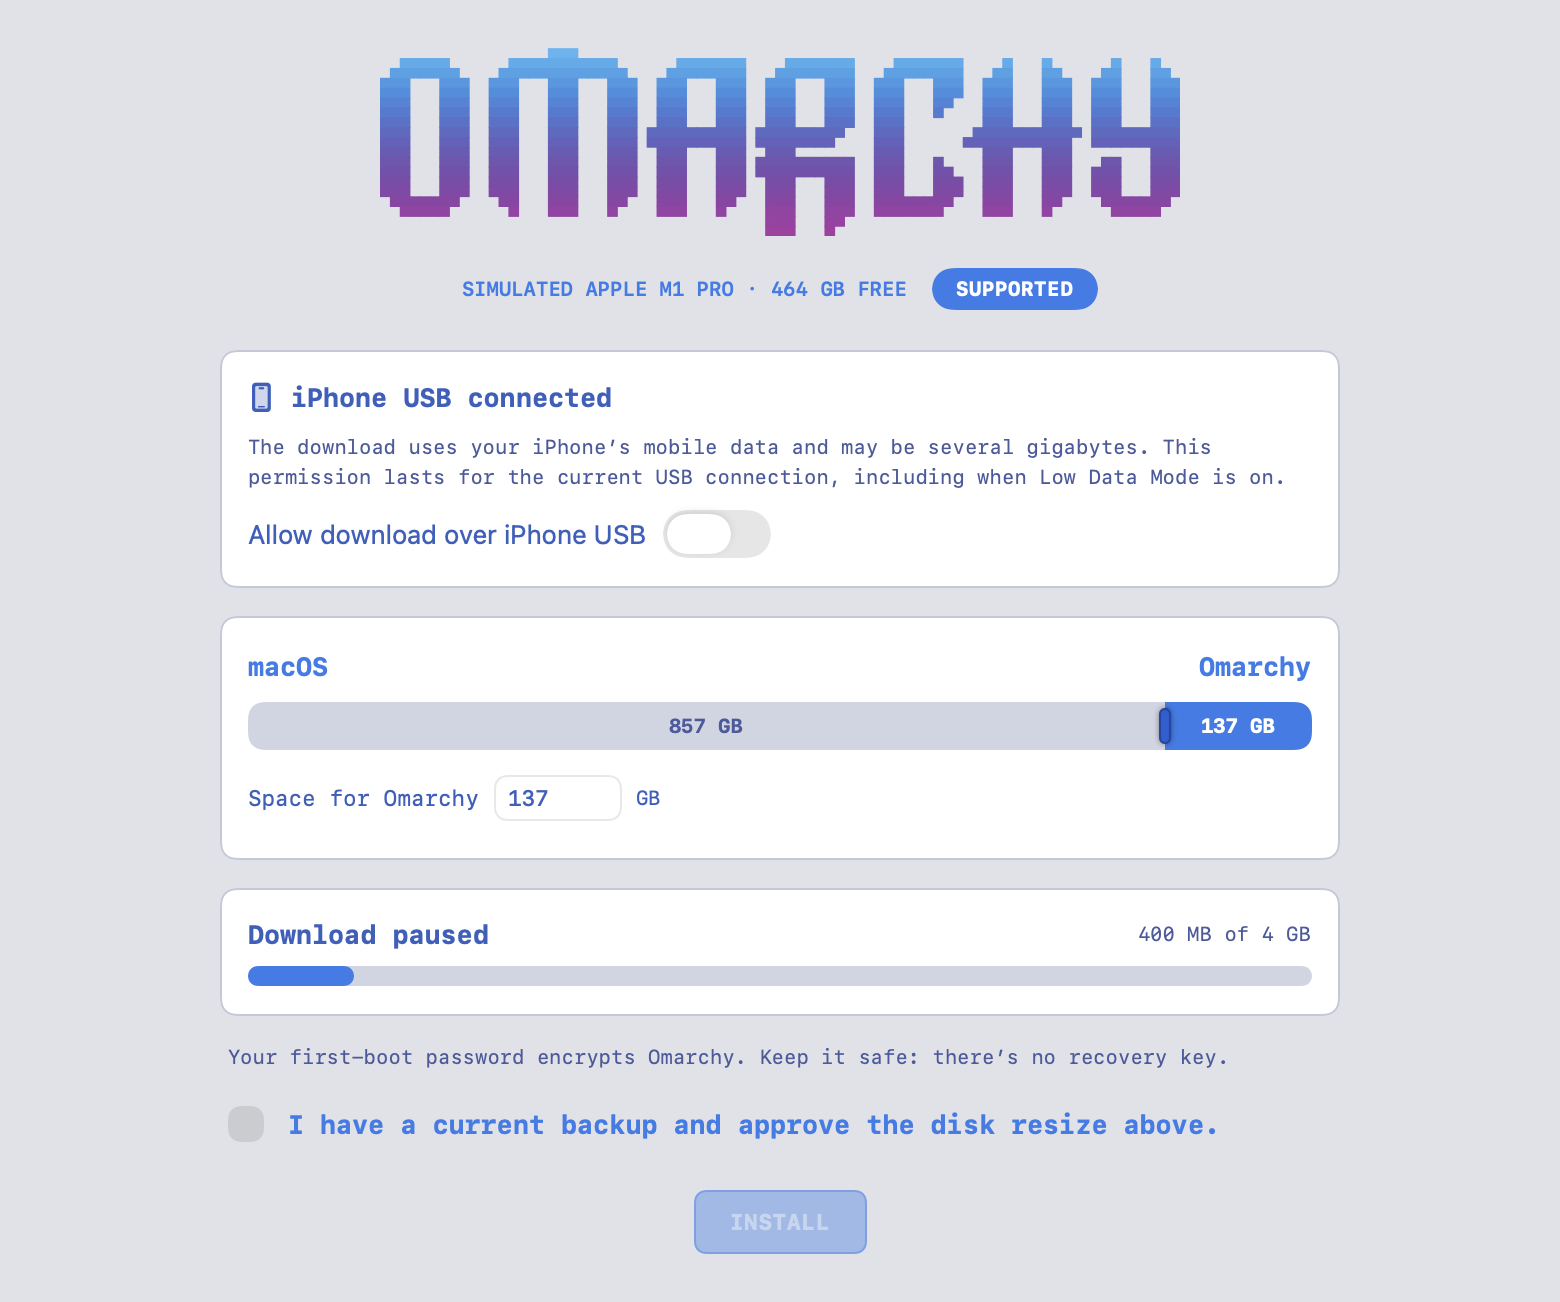 OMARCHY
SIMULATED APPLE M1 PRO · 464 GB FREE SUPPORTED
iPhone USB connected
The download uses your iPhone’s mobile data and may be several gigabytes. This
permission lasts for the current USB connection, including when Low Data Mode is on.
Allow download over iPhone USB
macOS Omarchy
857 GB 137 GB
Space for Omarchy 137 GB
Download paused 400 MB of 4 GB
Your first–boot password encrypts Omarchy. Keep it safe: there’s no recovery key.
I have a current backup and approve the disk resize above.
INSTALL